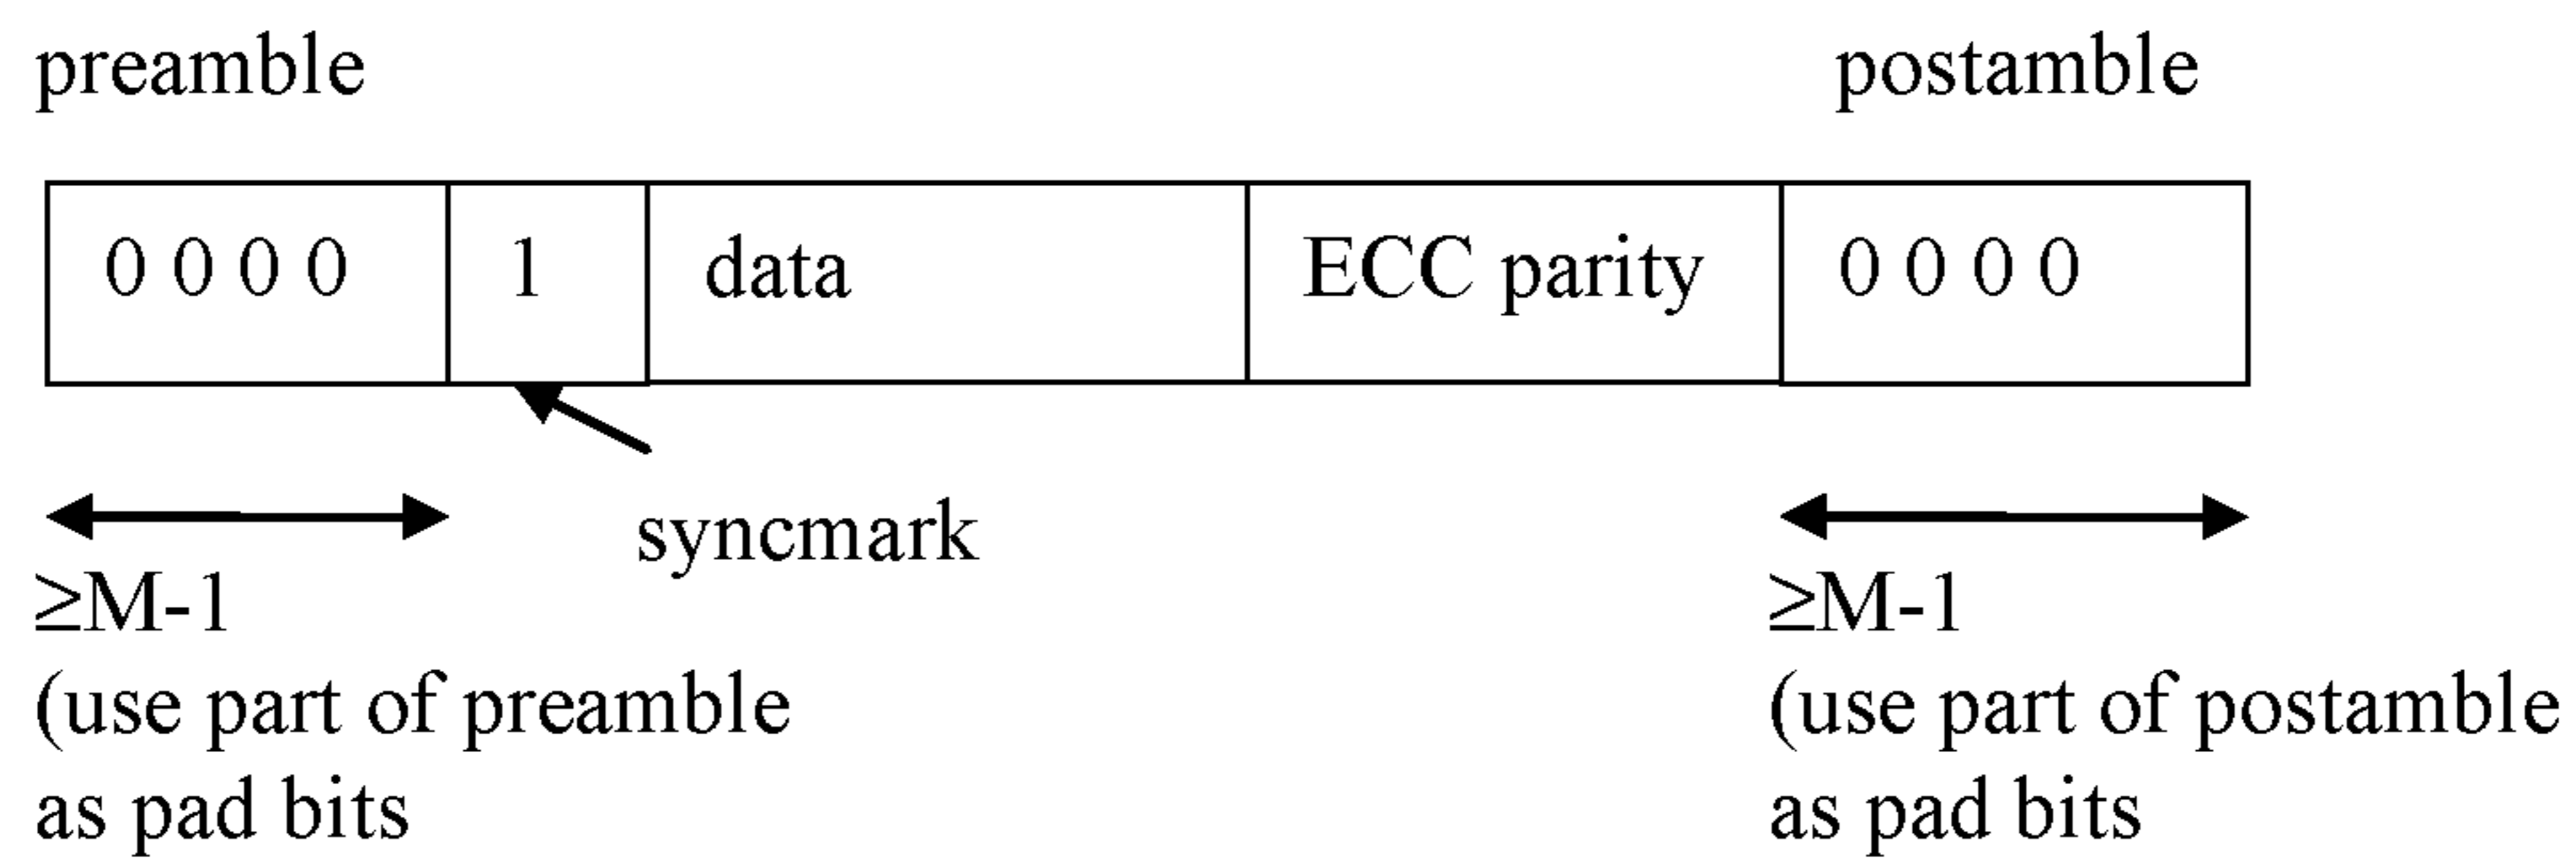 preamble postamble
0 0 0 0 1 data ECC parity 0 0 0 0
syncmark
≥M-1 ≥M-1
(use part of preamble (use part of postamble
as pad bits as pad bits